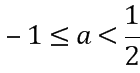 – 1 ≤ a < 1/2